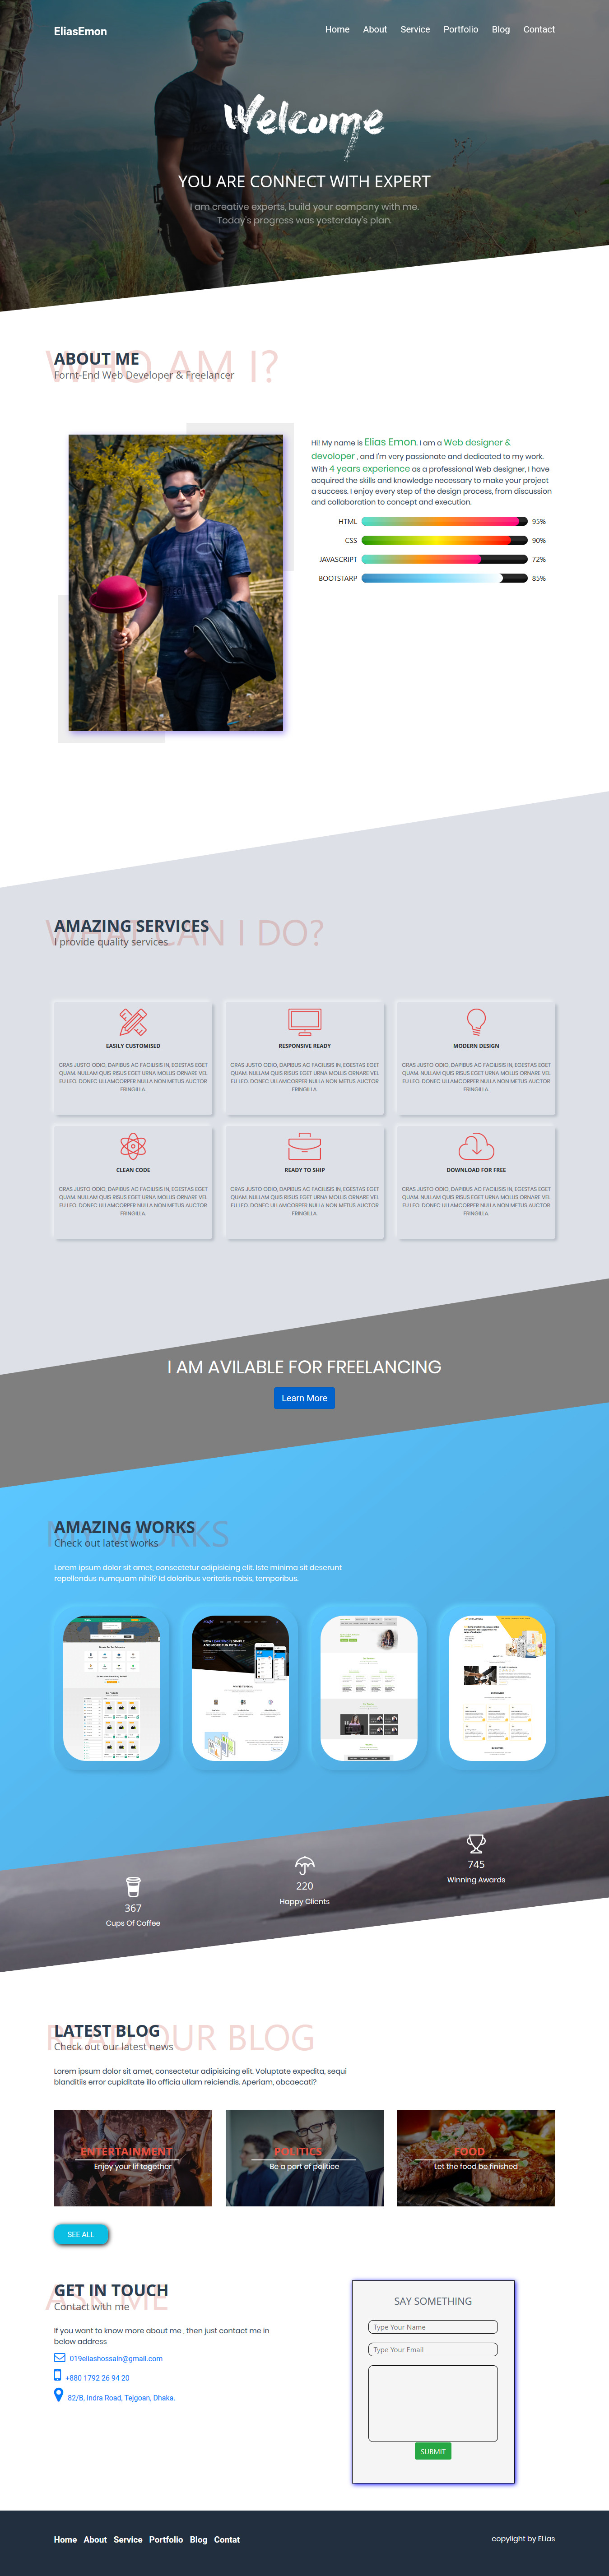 EliasEmon
Home About Service Portfolio Blog Contact
Welcome
YOU ARE CONNECT WITH EXPERT
I am creative experts, build your company with me.
Today's progress was yesterday's plan.
WHO AM I?
ABOUT ME
Fornt-End Web Developer & Freelancer
Hi! My name is Elias Emon. I am a Web designer &
devoloper , and I'm very passionate and dedicated to my work.
With 4 years experience as a professional Web designer, I have
acquired the skills and knowledge necessary to make your project
a success. I enjoy every step of the design process, from discussion
and collaboration to concept and execution.
HTML 95%
CSS 90%
JAVASCRIPT 72%
BOOTSTARP 85%
WHAT CAN I DO?
AMAZING SERVICES
I provide quality services
EASILY CUSTOMISED
CRAS JUSTO ODIO, DAPIBUS AC FACILISIS IN, EGESTAS EGET
QUAM. NULLAM QUIS RISUS EGET URNA MOLLIS ORNARE VEL
EU LEO. DONEC ULLAMCORPER NULLA NON METUS AUCTOR
FRINGILLA.
RESPONSIVE READY
CRAS JUSTO ODIO, DAPIBUS AC FACILISIS IN, EGESTAS EGET
QUAM. NULLAM QUIS RISUS EGET URNA MOLLIS ORNARE VEL
EU LEO. DONEC ULLAMCORPER NULLA NON METUS AUCTOR
FRINGILLA.
MODERN DESIGN
CRAS JUSTO ODIO, DAPIBUS AC FACILISIS IN, EGESTAS EGET
QUAM. NULLAM QUIS RISUS EGET URNA MOLLIS ORNARE VEL
EU LEO. DONEC ULLAMCORPER NULLA NON METUS AUCTOR
FRINGILLA.
CLEAN CODE
CRAS JUSTO ODIO, DAPIBUS AC FACILISIS IN, EGESTAS EGET
QUAM. NULLAM QUIS RISUS EGET URNA MOLLIS ORNARE VEL
EU LEO. DONEC ULLAMCORPER NULLA NON METUS AUCTOR
FRINGILLA.
READY TO SHIP
CRAS JUSTO ODIO, DAPIBUS AC FACILISIS IN, EGESTAS EGET
QUAM. NULLAM QUIS RISUS EGET URNA MOLLIS ORNARE VEL
EU LEO. DONEC ULLAMCORPER NULLA NON METUS AUCTOR
FRINGILLA.
DOWNLOAD FOR FREE
CRAS JUSTO ODIO, DAPIBUS AC FACILISIS IN, EGESTAS EGET
QUAM. NULLAM QUIS RISUS EGET URNA MOLLIS ORNARE VEL
EU LEO. DONEC ULLAMCORPER NULLA NON METUS AUCTOR
FRINGILLA.
I AM AVILABLE FOR FREELANCING
Learn More
MY WORKS
AMAZING WORKS
Check out latest works
Lorem ipsum dolor sit amet, consectetur adipisicing elit. Iste minima sit deserunt
repellendus numquam nihil? Id doloribus veritatis nobis, temporibus.
367
Cups Of Coffee
220
Happy Clients
745
Winning Awards
READ OUR BLOG
LATEST BLOG
Check out our latest news
Lorem ipsum dolor sit amet, consectetur adipisicing elit. Voluptate expedita, sequi
blanditiis error cupiditate illo officia ullam reiciendis. Aperiam, obcaecati?
ENTERTAINMENT
Enjoy your lif together
POLITICS
Be a part of politice
FOOD
Let the food be finished
SEE ALL
ASK ME
GET IN TOUCH
Contact with me
If you want to know more about me , then just contact me in
below address
019eliashossain@gmail.com
+880 1792 26 94 20
82/B, Indra Road, Tejgoan, Dhaka.
SAY SOMETHING
Type Your Name
Type Your Email
SUBMIT
Home About Service Portfolio Blog Contat
copylight by ELias